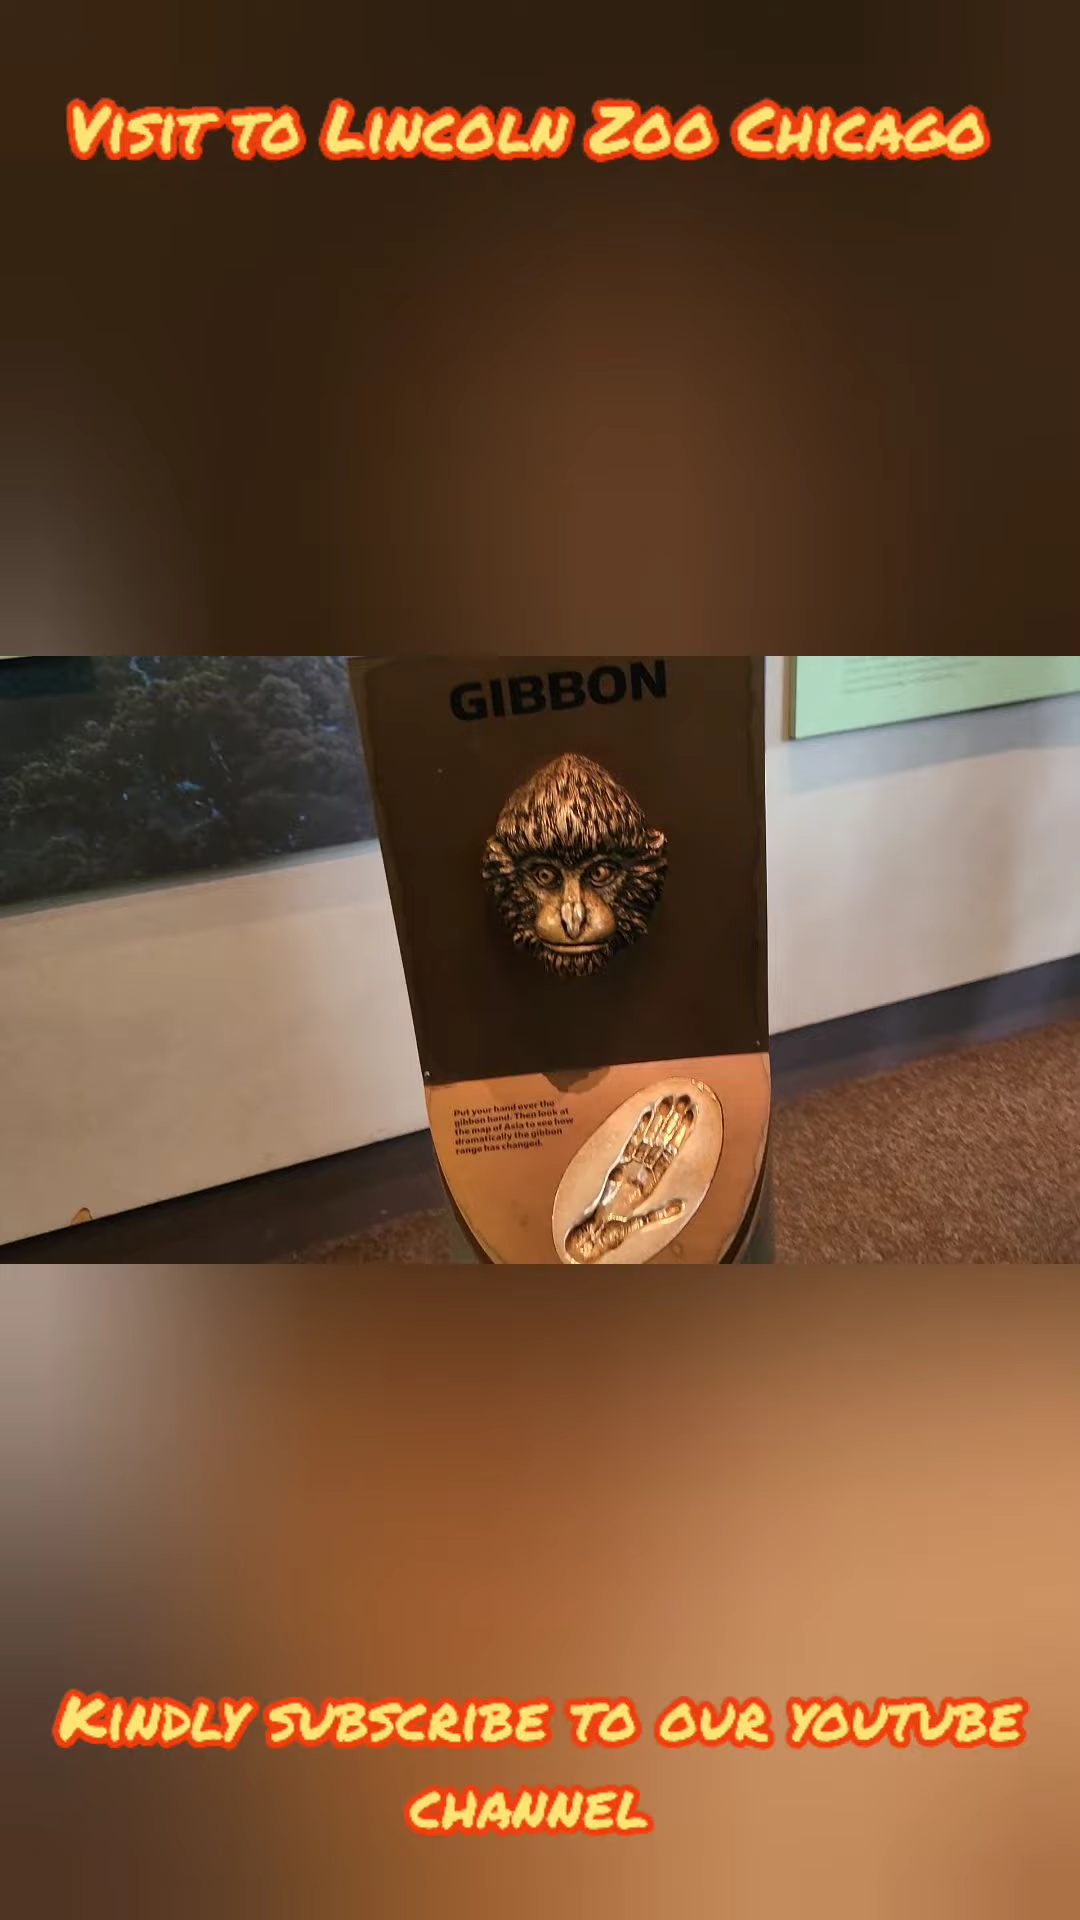 Visit to Lincoln Zoo Chicago
GIBBON
Put your hand over the
gibbon hand. Then look at
the map of Asia to see how
dramatically the gibbon
range has changed.
Kindly subscribe to our youtube
channel